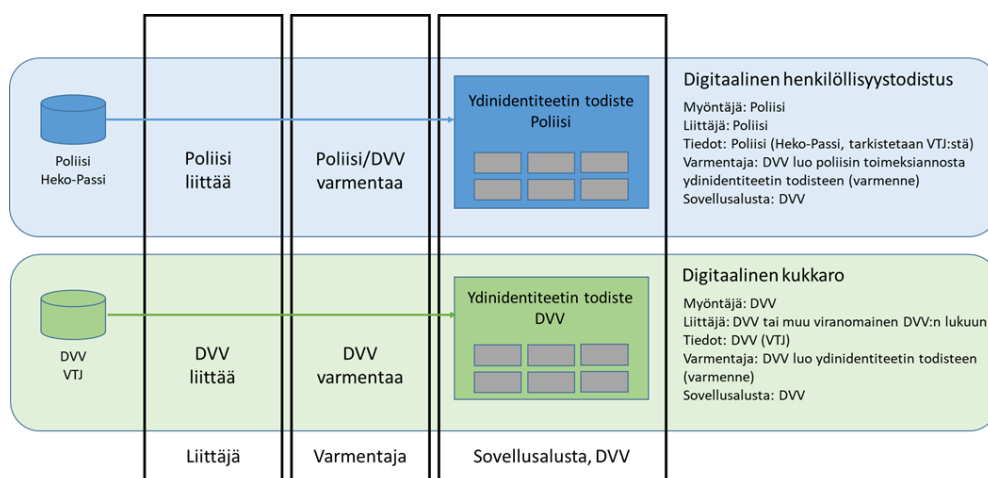 Poliisi
Heko-Passi
Poliisi
liittää
Poliisi/DVV
varmentaa
Ydinidentiteetin todiste
Poliisi
Digitaalinen henkilöllisyystodistus
Myöntäjä: Poliisi
Liittäjä: Poliisi
Tiedot: Poliisi (Heko-Passi, tarkistetaan VTJ:stä)
Varmentaja: DVV luo poliisin toimeksiannosta
ydinidentiteetin todisteen (varmenne)
Sovellusalusta: DVV
DVV
VTJ
DVV
liittää
DVV
varmentaa
Ydinidentiteetin todiste
DVV
Digitaalinen kukkaro
Myöntäjä: DVV
Liittäjä: DVV tai muu viranomainen DVV:n lukuun
Tiedot: DVV (VTJ)
Varmentaja: DVV luo ydinidentiteetin todisteen
(varmenne)
Sovellusalusta: DVV
Liittäjä
Varmentaja
Sovellusalusta, DVV